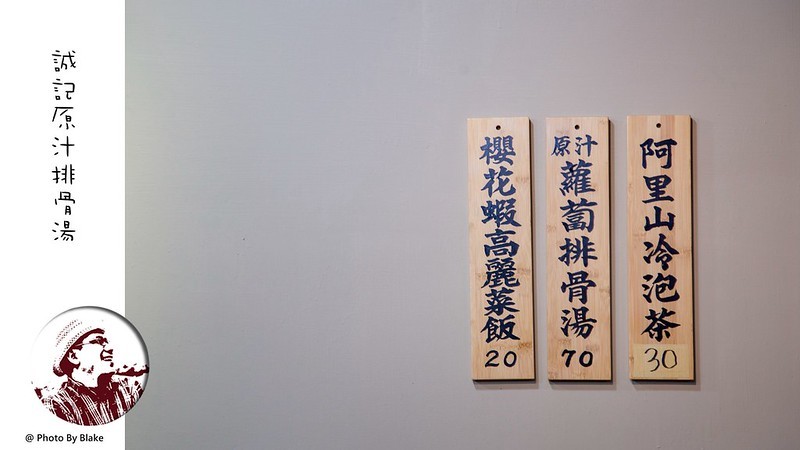 誠記原汁排骨湯
@ Photo By Blake
阿里山冷泡茶
30
原汁
蘿蔔排骨湯
70
櫻花蝦高麗菜飯
20